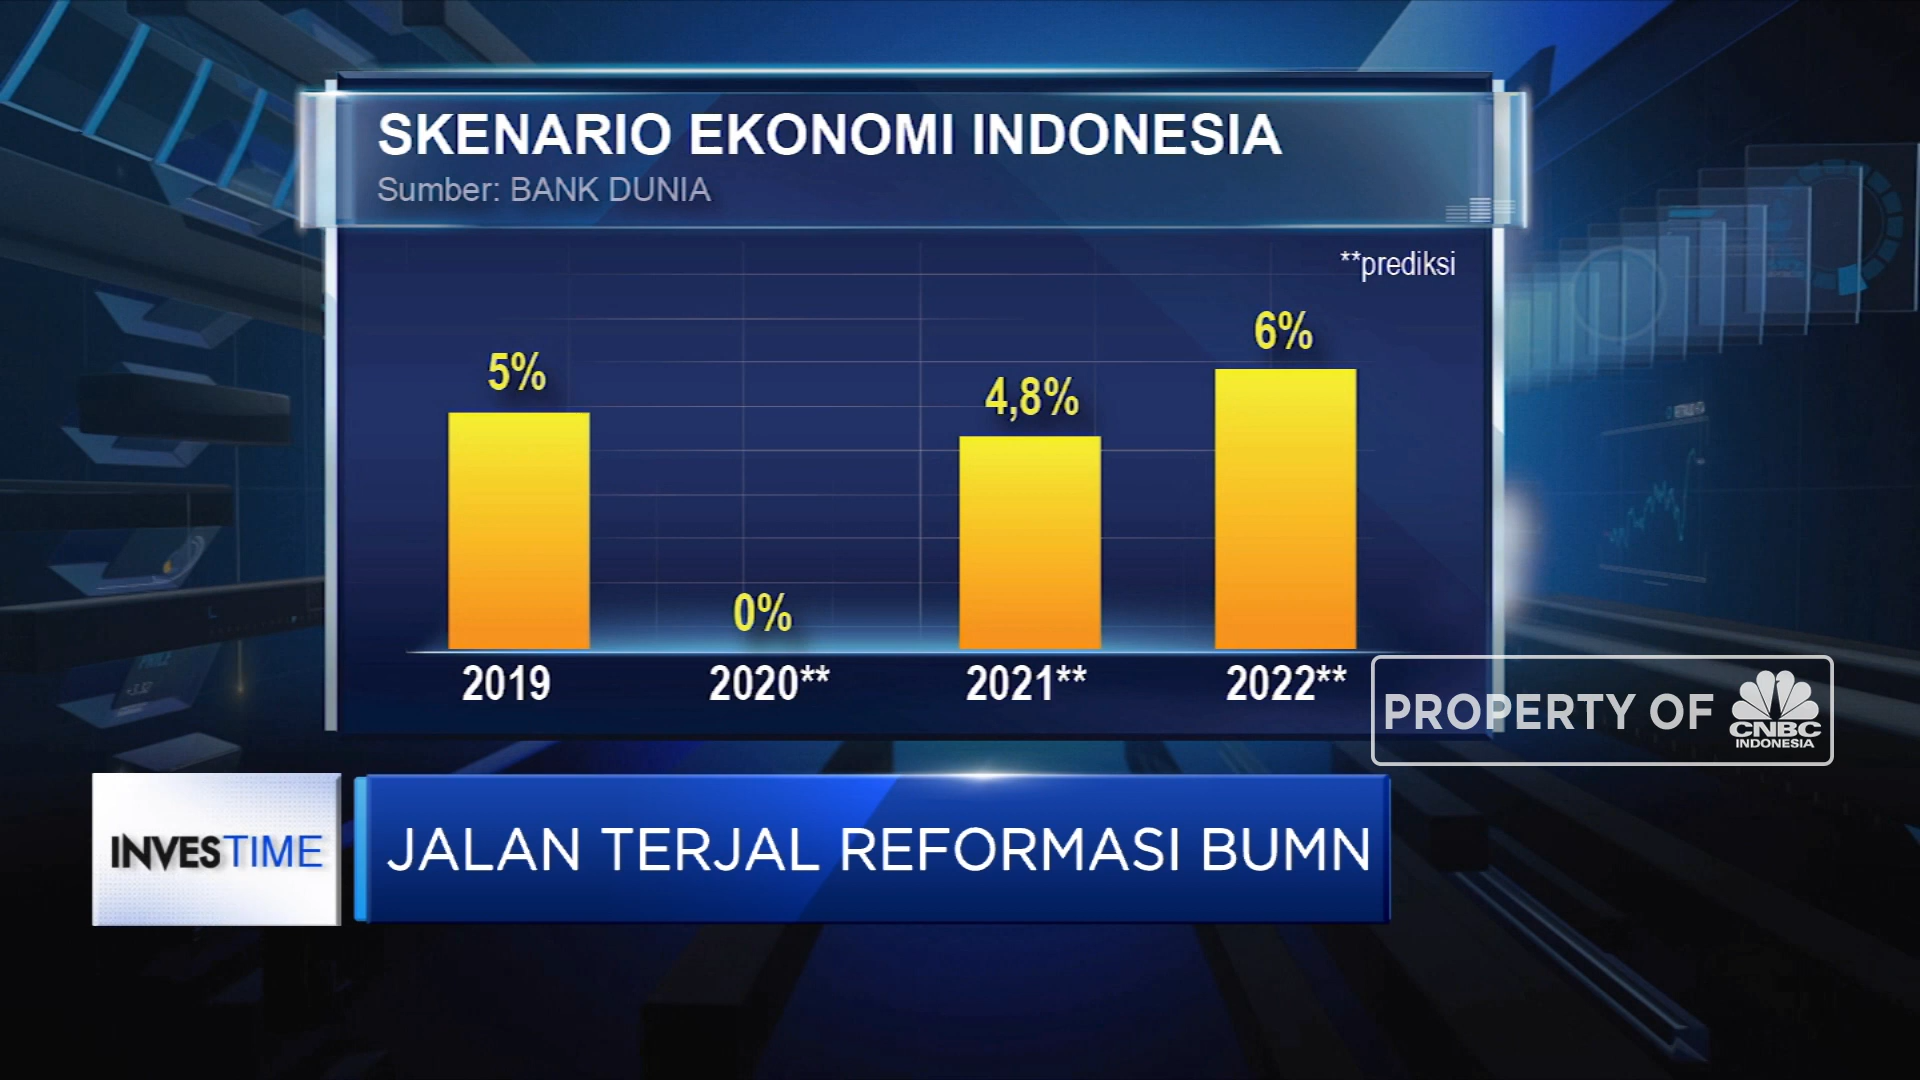 SKENARIO EKONOMI INDONESIA
Sumber: BANK DUNIA
**prediksi
5%
0%
4,8%
6%
2019
2020**
2021**
2022**
PROPERTY OF CNBC INDONESIA
INVESTIME
JALAN TERJAL REFORMASI BUMN